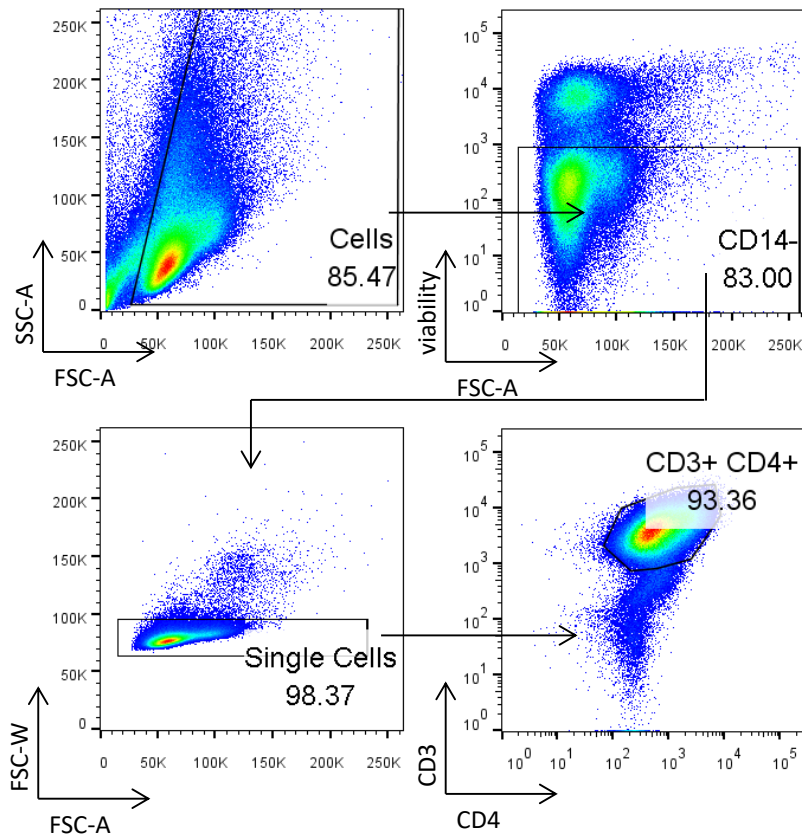 250K
200K
150K
100K
50K
0
SSC-A
Cells
85.47
0 50K 100K 150K 200K 250K
FSC-A
10^5
10^4
10^3
10^2
10^1
10^0
viability
CD14-
83.00
0 50K 100K 150K 200K 250K
FSC-A
250K
200K
150K
100K
50K
0
FSC-W
Single Cells
98.37
0 50K 100K 150K 200K 250K
FSC-A
10^5
10^4
10^3
10^2
10^1
10^0
CD3
CD3+ CD4+
93.36
10^0 10^1 10^2 10^3 10^4 10^5
CD4